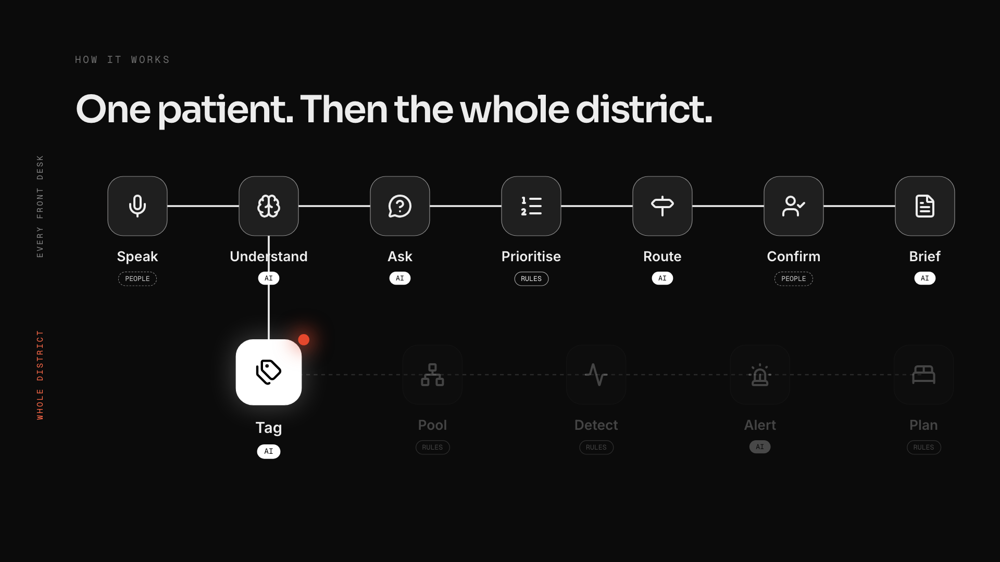 HOW IT WORKS
One patient. Then the whole district.
EVERY FRONT DESK
Speak
PEOPLE
Understand
AI
Ask
AI
Prioritise
RULES
Route
AI
Confirm
PEOPLE
Brief
AI
WHOLE DISTRICT
Tag
AI
Pool
RULES
Detect
RULES
Alert
AI
Plan
RULES